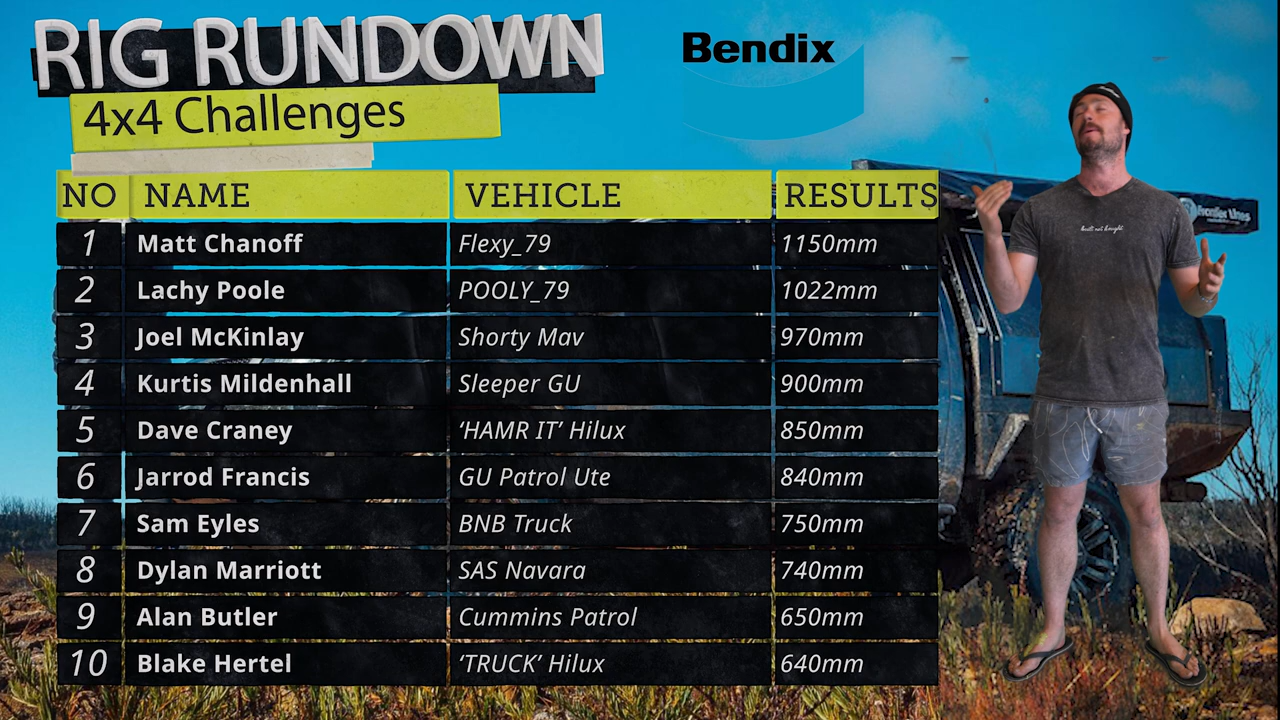 RIG RUNDOWN
4x4 Challenges
Bendix
NO NAME VEHICLE RESULTS
1 Matt Chanoff Flexy_79 1150mm
2 Lachy Poole POOLY_79 1022mm
3 Joel McKinlay Shorty Mav 970mm
4 Kurtis Mildenhall Sleeper GU 900mm
5 Dave Craney ‘HAMR IT’ Hilux 850mm
6 Jarrod Francis GU Patrol Ute 840mm
7 Sam Eyles BNB Truck 750mm
8 Dylan Marriott SAS Navara 740mm
9 Alan Butler Cummins Patrol 650mm
10 Blake Hertel ‘TRUCK’ Hilux 640mm
built not bought